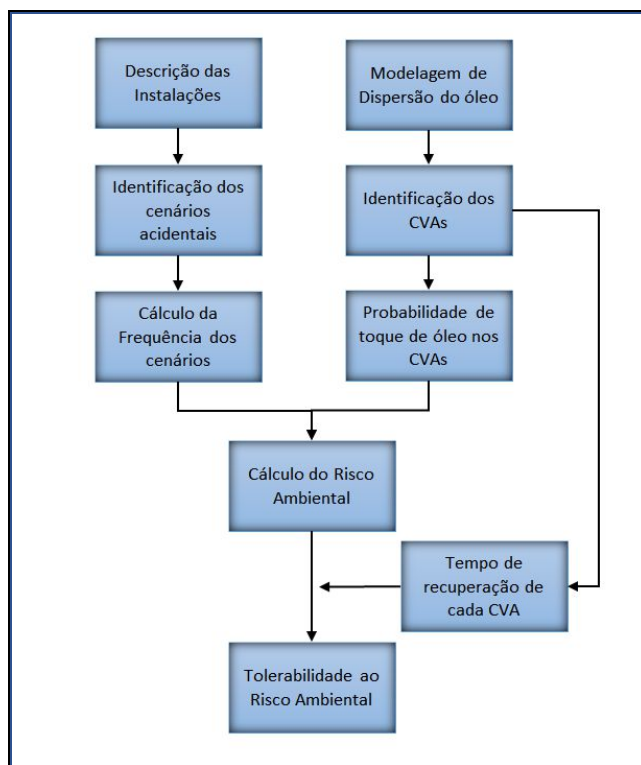 Descrição das
Instalações
Modelagem de
Dispersão do óleo
Identificação dos
cenários
acidentais
Identificação dos
CVAs
Cálculo da
Frequência dos
cenários
Probabilidade de
toque de óleo nos
CVAs
Cálculo do Risco
Ambiental
Tempo de
recuperação de
cada CVA
Tolerabilidade ao
Risco Ambiental